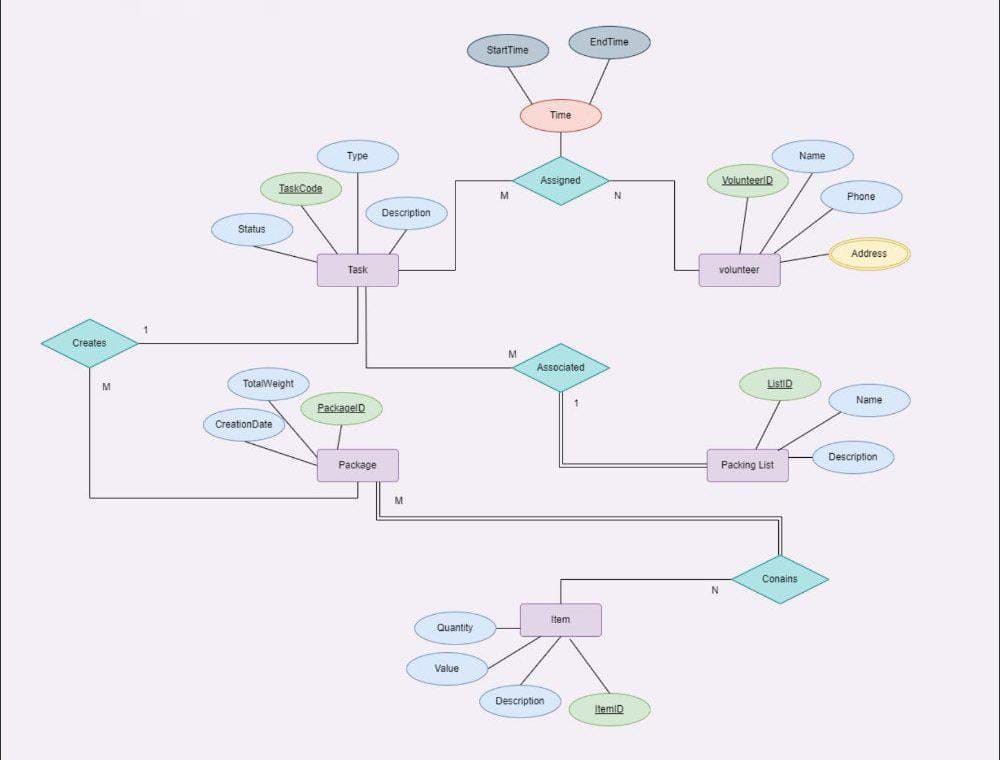 StartTime
EndTime
Time
Assigned
M
N
Type
TaskCode
Status
Description
Task
VolunteerID
Name
Phone
Address
volunteer
Creates
1
M
M
Associated
1
TotalWeight
CreationDate
PackageID
Package
M
ListID
Name
Description
Packing List
Conains
N
Item
Quantity
Value
Description
ItemID